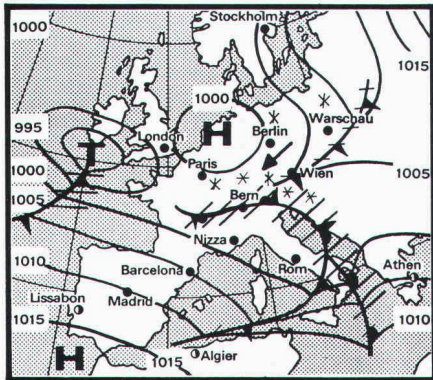 Stockholm
1000
1015
1000
995
London
H
Berlin
Warschau
T
Paris
1000
Wien
1005
1005
Bern
Nizza
1010
Barcelona
Rom
Athen
Lissabon
Madrid
1015
1010
H
1015
Algier
T